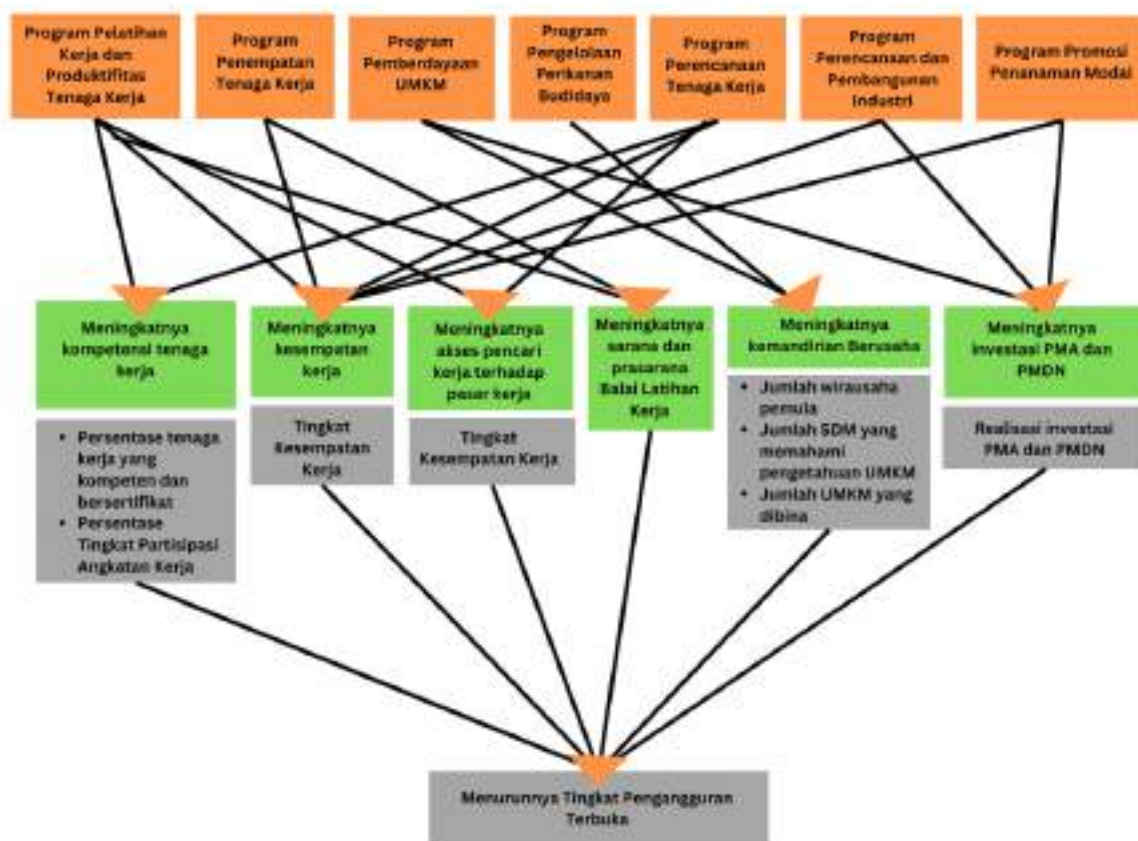 Program Pelatihan
Kerja dan
Produktifitas
Tenaga Kerja
Program
Penempatan
Tenaga Kerja
Program
Pemberdayaan
UMKM
Program
Pengelolaan
Perikanan
Budidaya
Program
Perencanaan
Tenaga Kerja
Program
Perencanaan dan
Pembangunan
Industri
Program Promosi
Penanaman Modal
Meningkatnya
kompetensi tenaga
kerja
Meningkatnya
kesempatan
kerja
Meningkatnya
akses pencari
kerja terhadap
pasar kerja
Meningkatnya
sarana dan
prasarana
Balai Latihan
Kerja
Meningkatnya
kemandirian Berusaha
Meningkatnya
investasi PMA dan
PMDN
• Persentase tenaga
kerja yang
kompeten dan
bersertifikat
• Persentase
Tingkat Partisipasi
Angkatan Kerja
Tingkat
Kesempatan
Kerja
Tingkat
Kesempatan Kerja
• Jumlah wirausaha
pemula
• Jumlah SDM yang
memahami
pengetahuan UMKM
• Jumlah UMKM yang
dibina
Realisasi investasi
PMA dan PMDN
Menurunnya Tingkat Pengangguran
Terbuka